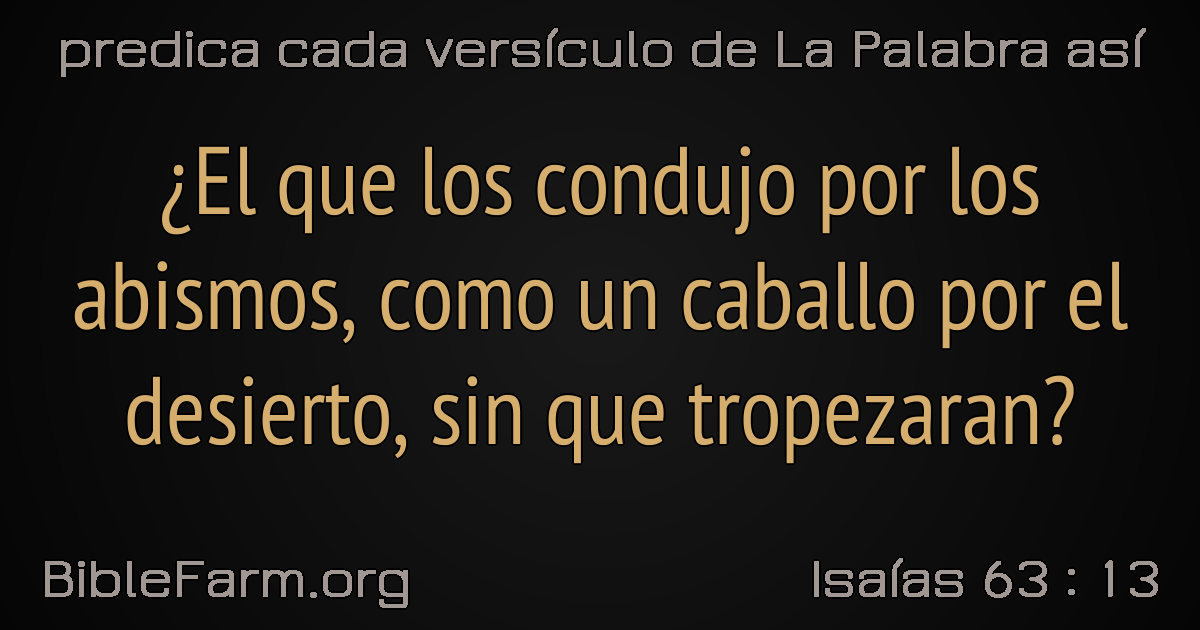 predica cada versículo de La Palabra así
¿El que los condujo por los
abismos, como un caballo por el
desierto, sin que tropezaran?
BibleFarm.org
Isaías 63 : 13